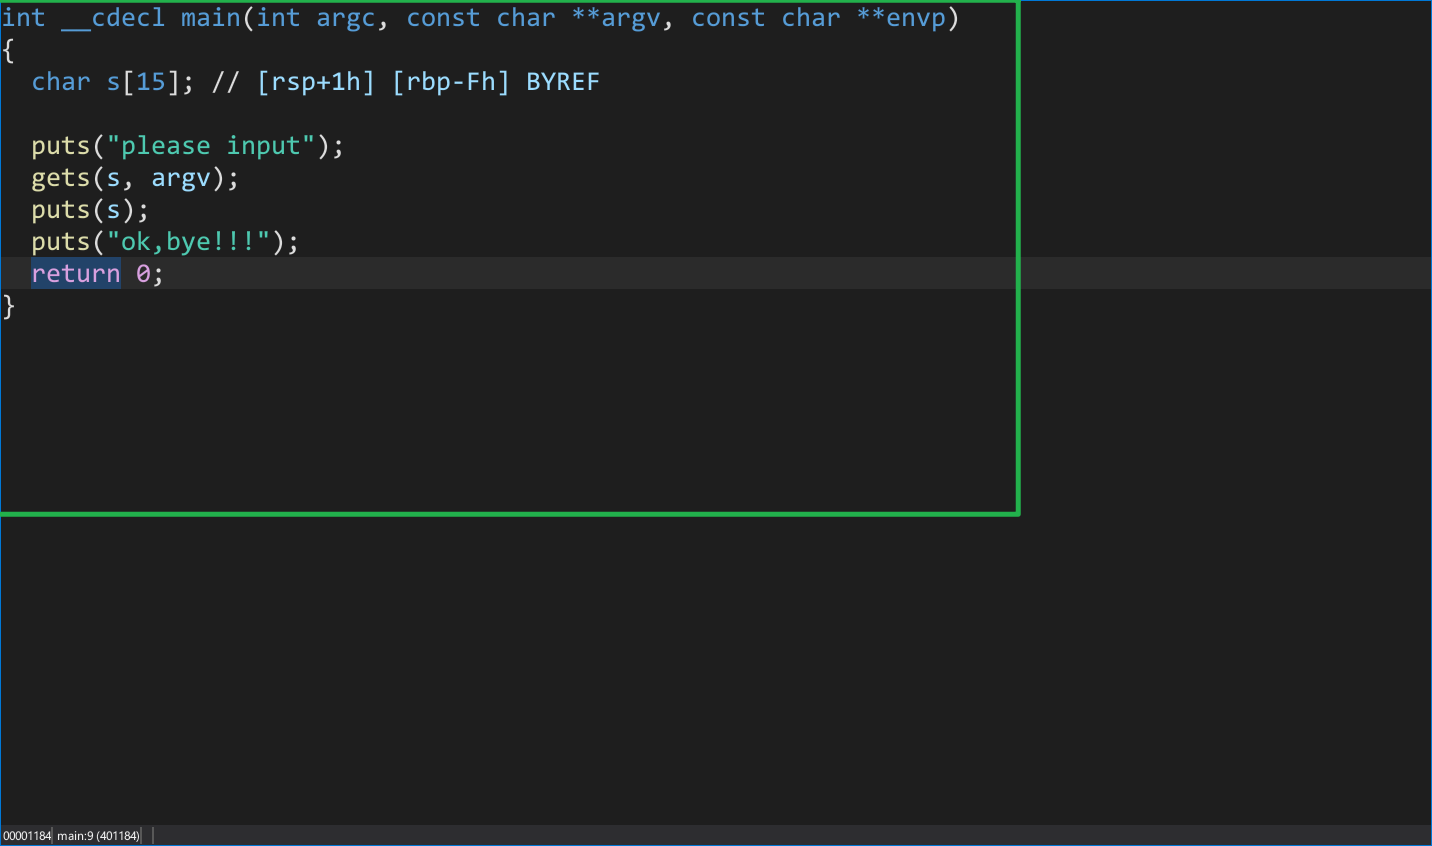 int __cdecl main(int argc, const char **argv, const char **envp)
{
  char s[15]; // [rsp+1h] [rbp-Fh] BYREF

  puts("please input");
  gets(s, argv);
  puts(s);
  puts("ok,bye!!!");
  return 0;
}
00001184 main:9 (401184)